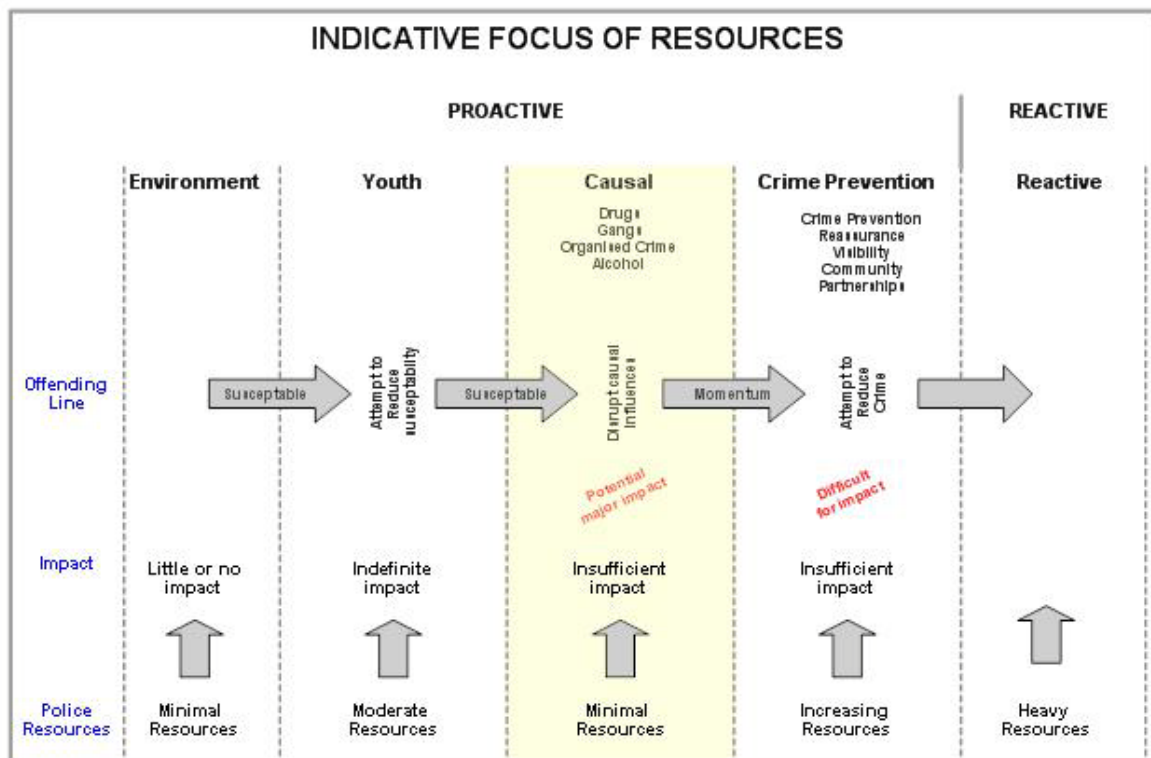 INDICATIVE FOCUS OF RESOURCES
PROACTIVE
REACTIVE
Environment
Youth
Causal
Crime Prevention
Reactive
Drugs
Gangs
Organised Crime
Alcohol
Crime Prevention
Reassurance
Visibility
Community
Partnerships
Offending
Line
Susceptable
Attempt to
Reduce
susceptability
Susceptable
Disrupt causal
Influences
Momentum
Attempt to
Reduce
Crime
Potential
major impact
Difficult
for impact
Impact
Little or no
impact
Indefinite
impact
Insufficient
impact
Insufficient
impact
Police
Resources
Minimal
Resources
Moderate
Resources
Minimal
Resources
Increasing
Resources
Heavy
Resources